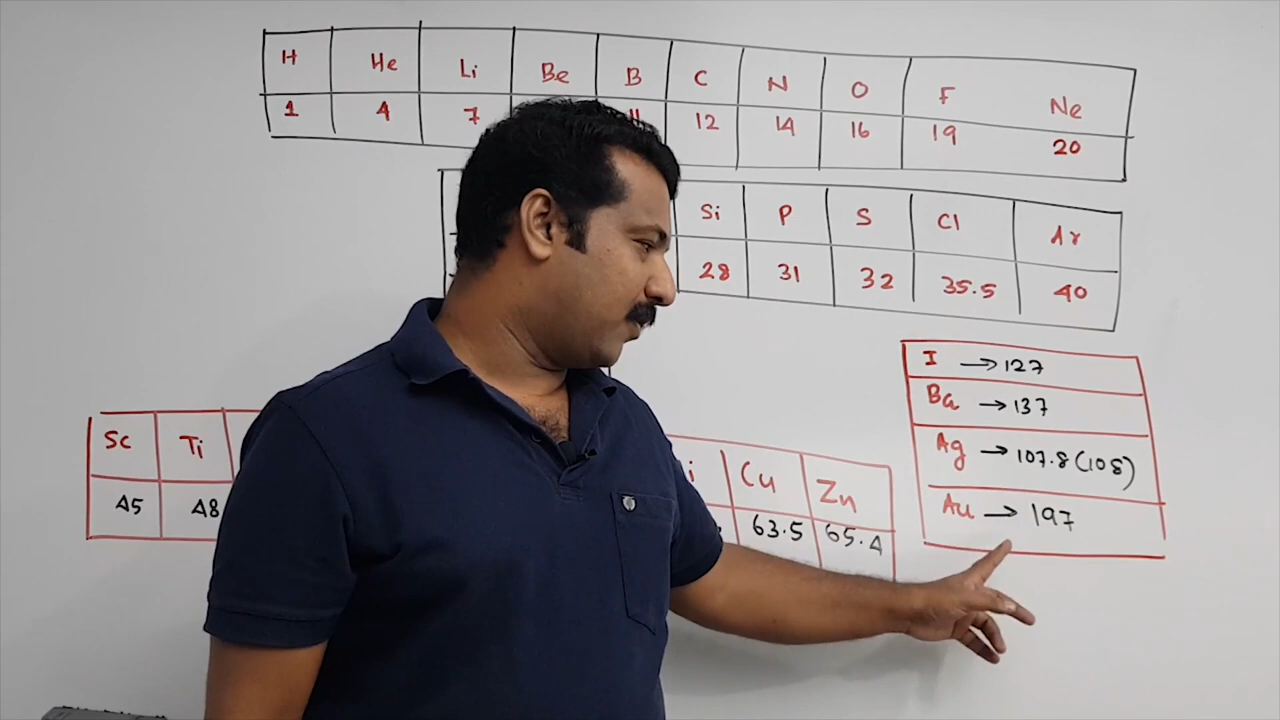 H He Li Be B C N O F Ne
1 4 7 11 12 14 16 19 20
Si P S Cl Ar
28 31 32 35.5 40
I → 127
Ba → 137
Ag → 107.8 (108)
Au → 197
Sc Ti i Cu Zn
45 48 63.5 65.4